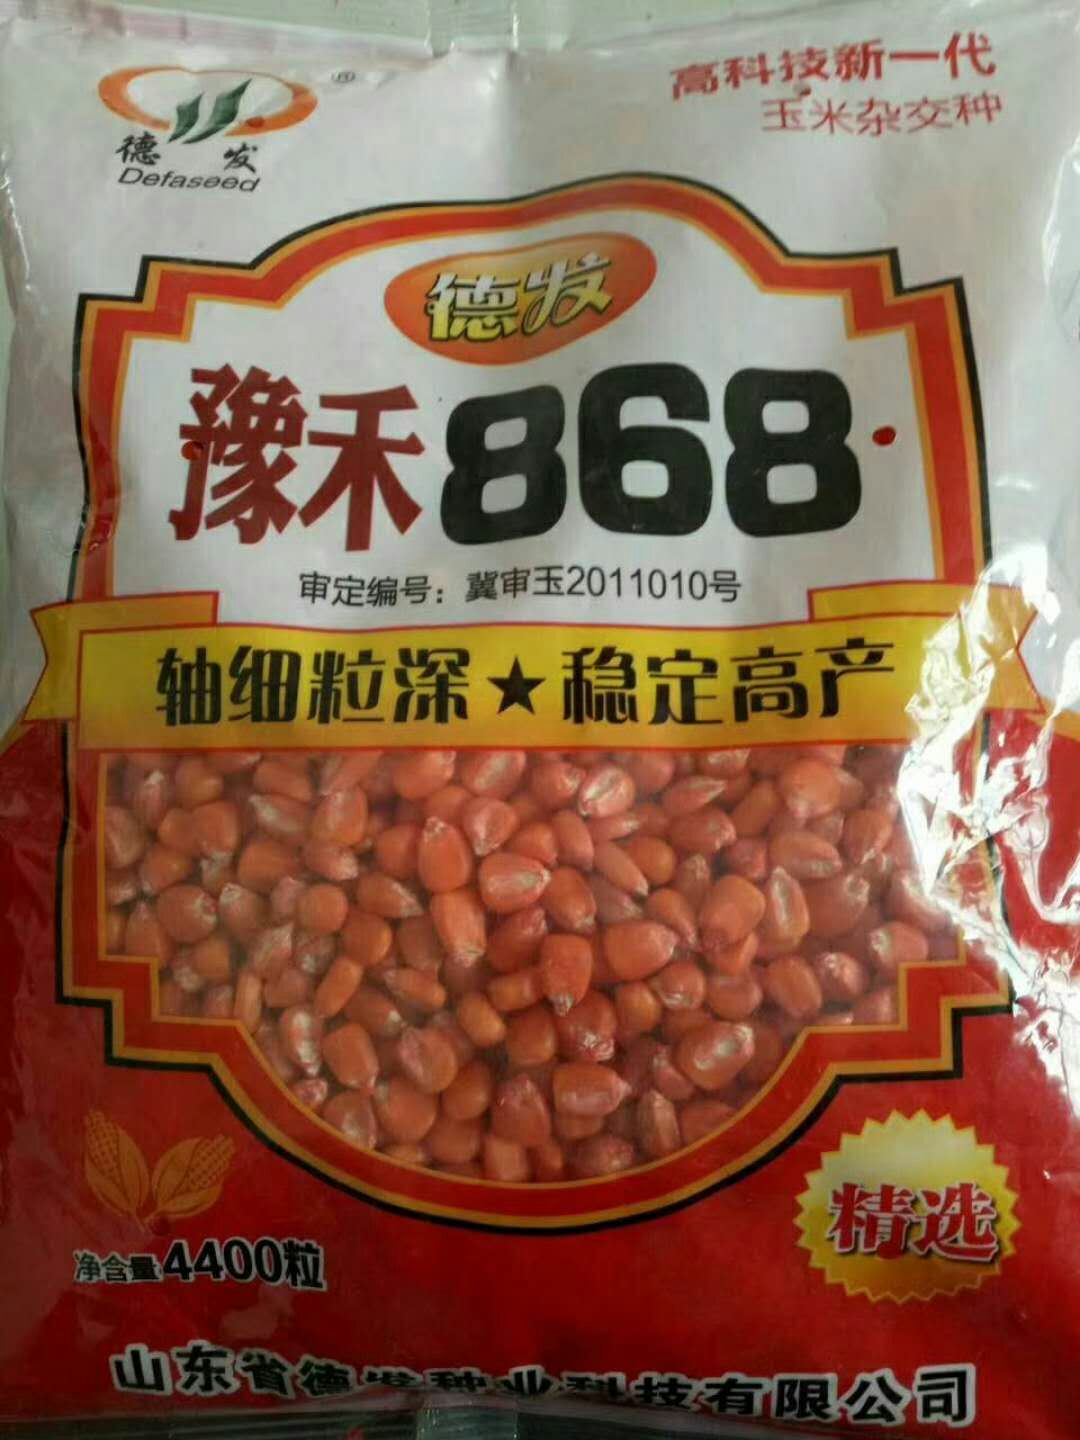 ®
德发
Defaseed
高科技新一代
玉米杂交种
德发
豫禾868
审定编号：冀审玉2011010号
轴细粒深★稳定高产
精选
净含量4400粒
山东省德发种业科技有限公司